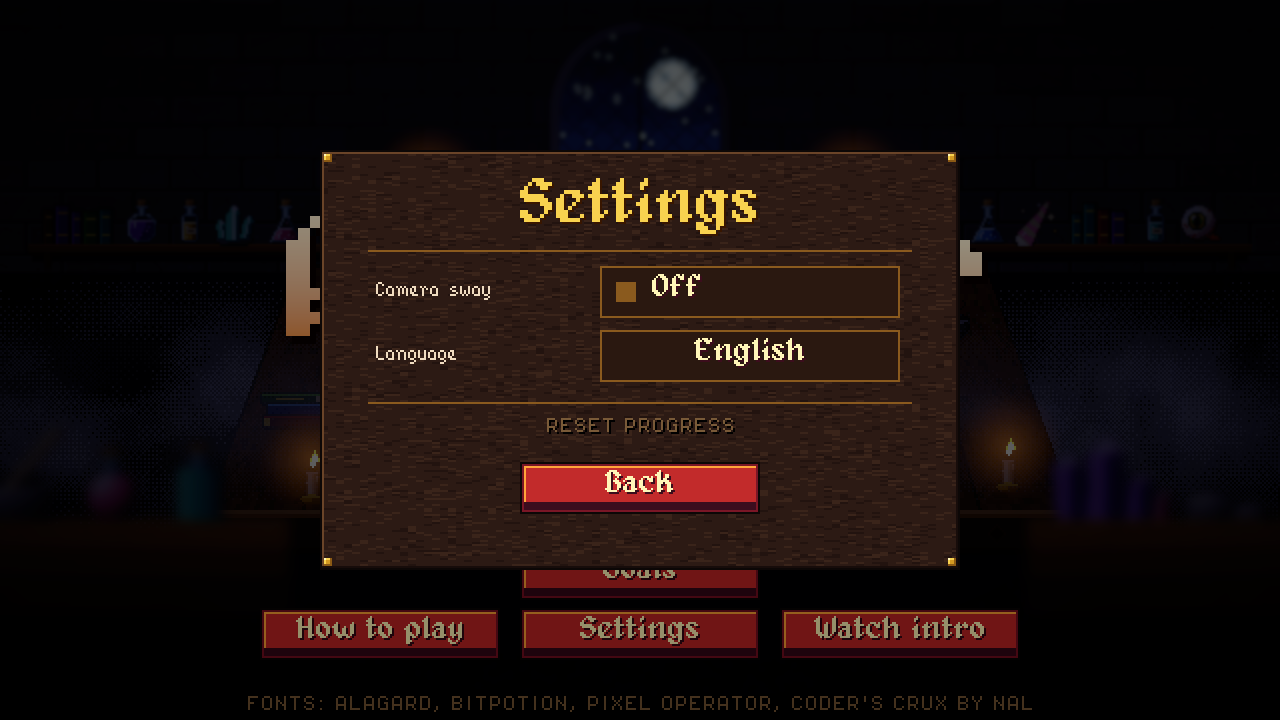 Settings
Camera sway
Off
Language
English
RESET PROGRESS
Back
Goals
How to play
Settings
Watch intro
FONTS: ALAGARD, BITPOTION, PIXEL OPERATOR, CODER'S CRUX BY NAL